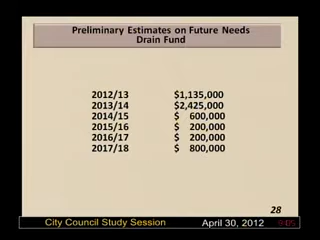 Preliminary Estimates on Future Needs
Drain Fund
2012/13 $1,135,000
2013/14 $2,425,000
2014/15 $ 600,000
2015/16 $ 200,000
2016/17 $ 200,000
2017/18 $ 800,000
28
City Council Study Session April 30, 2012